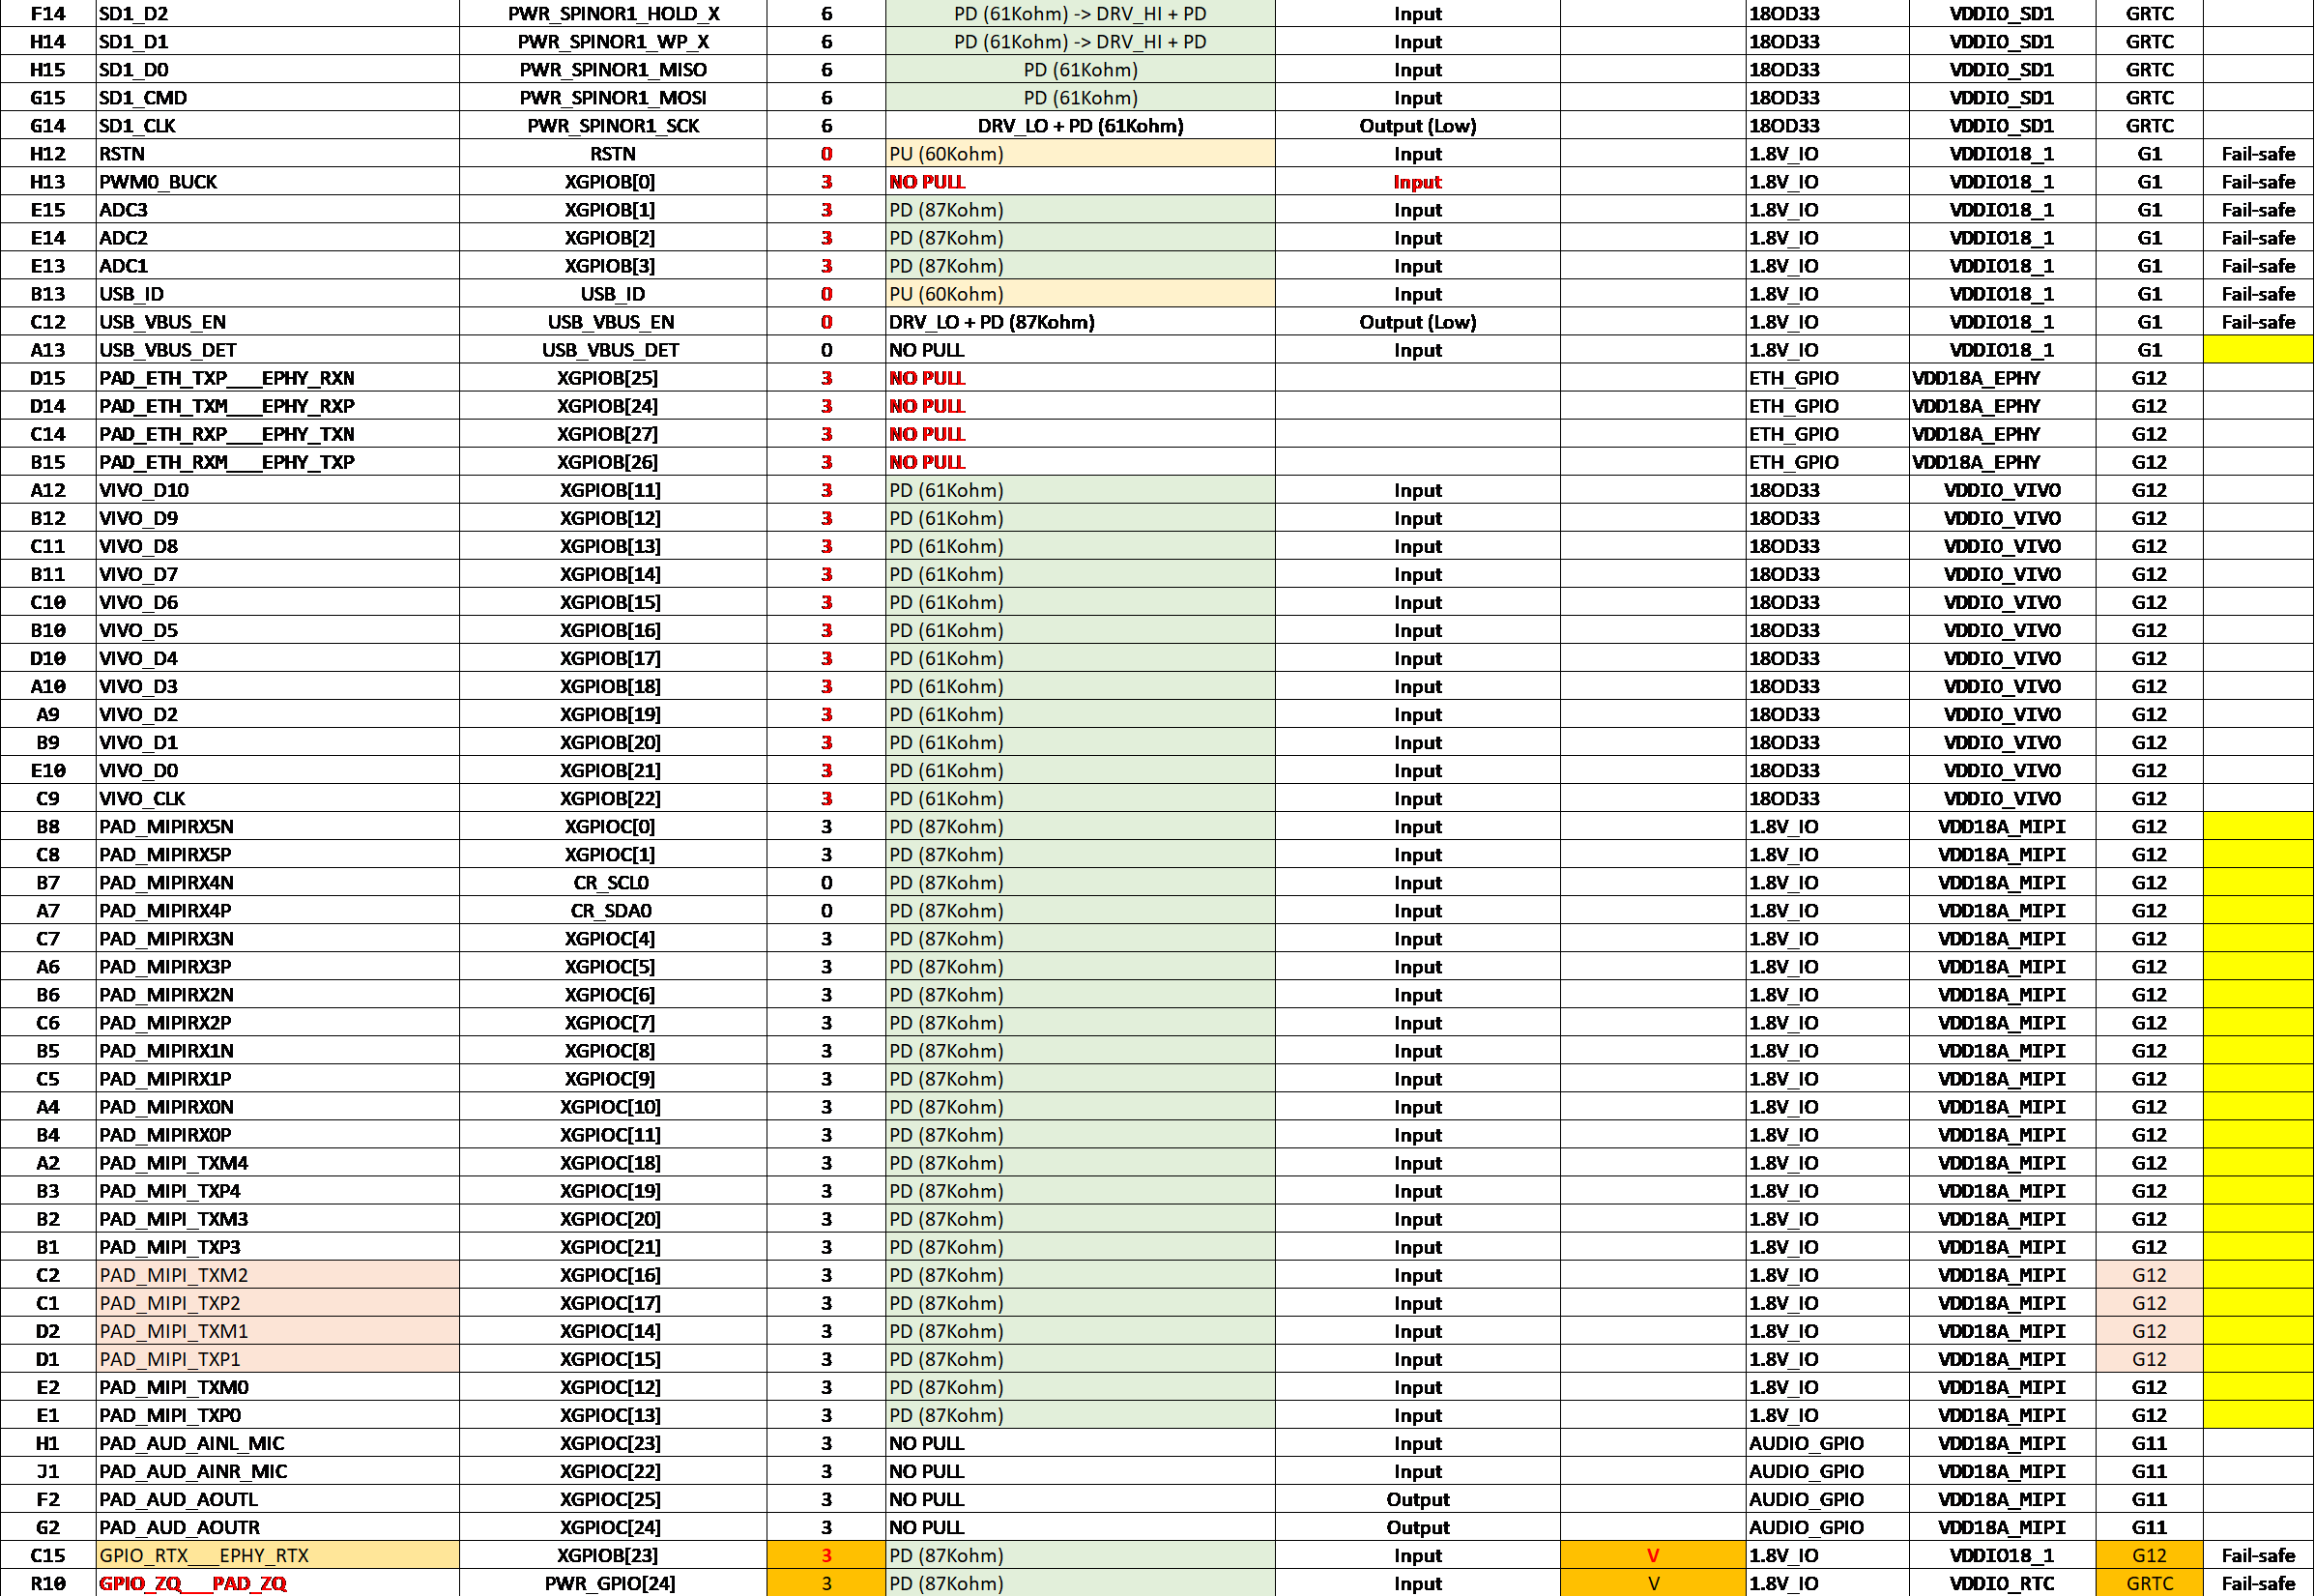 F14 SD1_D2 PWR_SPINOR1_HOLD_X 6 PD (61Kohm) -> DRV_HI + PD Input 18OD33 VDDIO_SD1 GRTC
H14 SD1_D1 PWR_SPINOR1_WP_X 6 PD (61Kohm) -> DRV_HI + PD Input 18OD33 VDDIO_SD1 GRTC
H15 SD1_D0 PWR_SPINOR1_MISO 6 PD (61Kohm) Input 18OD33 VDDIO_SD1 GRTC
G15 SD1_CMD PWR_SPINOR1_MOSI 6 PD (61Kohm) Input 18OD33 VDDIO_SD1 GRTC
G14 SD1_CLK PWR_SPINOR1_SCK 6 DRV_LO + PD (61Kohm) Output (Low) 18OD33 VDDIO_SD1 GRTC
H12 RSTN RSTN 0 PU (60Kohm) Input 1.8V_IO VDDIO18_1 G1 Fail-safe
H13 PWM0_BUCK XGPIOB[0] 3 NO PULL Input 1.8V_IO VDDIO18_1 G1 Fail-safe
E15 ADC3 XGPIOB[1] 3 PD (87Kohm) Input 1.8V_IO VDDIO18_1 G1 Fail-safe
E14 ADC2 XGPIOB[2] 3 PD (87Kohm) Input 1.8V_IO VDDIO18_1 G1 Fail-safe
E13 ADC1 XGPIOB[3] 3 PD (87Kohm) Input 1.8V_IO VDDIO18_1 G1 Fail-safe
B13 USB_ID USB_ID 0 PU (60Kohm) Input 1.8V_IO VDDIO18_1 G1 Fail-safe
C12 USB_VBUS_EN USB_VBUS_EN 0 DRV_LO + PD (87Kohm) Output (Low) 1.8V_IO VDDIO18_1 G1 Fail-safe
A13 USB_VBUS_DET USB_VBUS_DET 0 NO PULL Input 1.8V_IO VDDIO18_1 G1
D15 PAD_ETH_TXP___EPHY_RXN XGPIOB[25] 3 NO PULL ETH_GPIO VDD18A_EPHY G12
D14 PAD_ETH_TXM___EPHY_RXP XGPIOB[24] 3 NO PULL ETH_GPIO VDD18A_EPHY G12
C14 PAD_ETH_RXP___EPHY_TXN XGPIOB[27] 3 NO PULL ETH_GPIO VDD18A_EPHY G12
B15 PAD_ETH_RXM___EPHY_TXP XGPIOB[26] 3 NO PULL ETH_GPIO VDD18A_EPHY G12
A12 VIVO_D10 XGPIOB[11] 3 PD (61Kohm) Input 18OD33 VDDIO_VIVO G12
B12 VIVO_D9 XGPIOB[12] 3 PD (61Kohm) Input 18OD33 VDDIO_VIVO G12
C11 VIVO_D8 XGPIOB[13] 3 PD (61Kohm) Input 18OD33 VDDIO_VIVO G12
B11 VIVO_D7 XGPIOB[14] 3 PD (61Kohm) Input 18OD33 VDDIO_VIVO G12
C10 VIVO_D6 XGPIOB[15] 3 PD (61Kohm) Input 18OD33 VDDIO_VIVO G12
B10 VIVO_D5 XGPIOB[16] 3 PD (61Kohm) Input 18OD33 VDDIO_VIVO G12
D10 VIVO_D4 XGPIOB[17] 3 PD (61Kohm) Input 18OD33 VDDIO_VIVO G12
A10 VIVO_D3 XGPIOB[18] 3 PD (61Kohm) Input 18OD33 VDDIO_VIVO G12
A9 VIVO_D2 XGPIOB[19] 3 PD (61Kohm) Input 18OD33 VDDIO_VIVO G12
B9 VIVO_D1 XGPIOB[20] 3 PD (61Kohm) Input 18OD33 VDDIO_VIVO G12
E10 VIVO_D0 XGPIOB[21] 3 PD (61Kohm) Input 18OD33 VDDIO_VIVO G12
C9 VIVO_CLK XGPIOB[22] 3 PD (61Kohm) Input 18OD33 VDDIO_VIVO G12
B8 PAD_MIPIRX5N XGPIOC[0] 3 PD (87Kohm) Input 1.8V_IO VDD18A_MIPI G12
C8 PAD_MIPIRX5P XGPIOC[1] 3 PD (87Kohm) Input 1.8V_IO VDD18A_MIPI G12
B7 PAD_MIPIRX4N CR_SCL0 0 PD (87Kohm) Input 1.8V_IO VDD18A_MIPI G12
A7 PAD_MIPIRX4P CR_SDA0 0 PD (87Kohm) Input 1.8V_IO VDD18A_MIPI G12
C7 PAD_MIPIRX3N XGPIOC[4] 3 PD (87Kohm) Input 1.8V_IO VDD18A_MIPI G12
A6 PAD_MIPIRX3P XGPIOC[5] 3 PD (87Kohm) Input 1.8V_IO VDD18A_MIPI G12
B6 PAD_MIPIRX2N XGPIOC[6] 3 PD (87Kohm) Input 1.8V_IO VDD18A_MIPI G12
C6 PAD_MIPIRX2P XGPIOC[7] 3 PD (87Kohm) Input 1.8V_IO VDD18A_MIPI G12
B5 PAD_MIPIRX1N XGPIOC[8] 3 PD (87Kohm) Input 1.8V_IO VDD18A_MIPI G12
C5 PAD_MIPIRX1P XGPIOC[9] 3 PD (87Kohm) Input 1.8V_IO VDD18A_MIPI G12
A4 PAD_MIPIRX0N XGPIOC[10] 3 PD (87Kohm) Input 1.8V_IO VDD18A_MIPI G12
B4 PAD_MIPIRX0P XGPIOC[11] 3 PD (87Kohm) Input 1.8V_IO VDD18A_MIPI G12
A2 PAD_MIPI_TXM4 XGPIOC[18] 3 PD (87Kohm) Input 1.8V_IO VDD18A_MIPI G12
B3 PAD_MIPI_TXP4 XGPIOC[19] 3 PD (87Kohm) Input 1.8V_IO VDD18A_MIPI G12
B2 PAD_MIPI_TXM3 XGPIOC[20] 3 PD (87Kohm) Input 1.8V_IO VDD18A_MIPI G12
B1 PAD_MIPI_TXP3 XGPIOC[21] 3 PD (87Kohm) Input 1.8V_IO VDD18A_MIPI G12
C2 PAD_MIPI_TXM2 XGPIOC[16] 3 PD (87Kohm) Input 1.8V_IO VDD18A_MIPI G12
C1 PAD_MIPI_TXP2 XGPIOC[17] 3 PD (87Kohm) Input 1.8V_IO VDD18A_MIPI G12
D2 PAD_MIPI_TXM1 XGPIOC[14] 3 PD (87Kohm) Input 1.8V_IO VDD18A_MIPI G12
D1 PAD_MIPI_TXP1 XGPIOC[15] 3 PD (87Kohm) Input 1.8V_IO VDD18A_MIPI G12
E2 PAD_MIPI_TXM0 XGPIOC[12] 3 PD (87Kohm) Input 1.8V_IO VDD18A_MIPI G12
E1 PAD_MIPI_TXP0 XGPIOC[13] 3 PD (87Kohm) Input 1.8V_IO VDD18A_MIPI G12
H1 PAD_AUD_AINL_MIC XGPIOC[23] 3 NO PULL Input AUDIO_GPIO VDD18A_MIPI G11
J1 PAD_AUD_AINR_MIC XGPIOC[22] 3 NO PULL Input AUDIO_GPIO VDD18A_MIPI G11
F2 PAD_AUD_AOUTL XGPIOC[25] 3 NO PULL Output AUDIO_GPIO VDD18A_MIPI G11
G2 PAD_AUD_AOUTR XGPIOC[24] 3 NO PULL Output AUDIO_GPIO VDD18A_MIPI G11
C15 GPIO_RTX___EPHY_RTX XGPIOB[23] 3 PD (87Kohm) Input V 1.8V_IO VDDIO18_1 G12 Fail-safe
R10 GPIO_ZQ___PAD_ZQ PWR_GPIO[24] 3 PD (87Kohm) Input V 1.8V_IO VDDIO_RTC GRTC Fail-safe